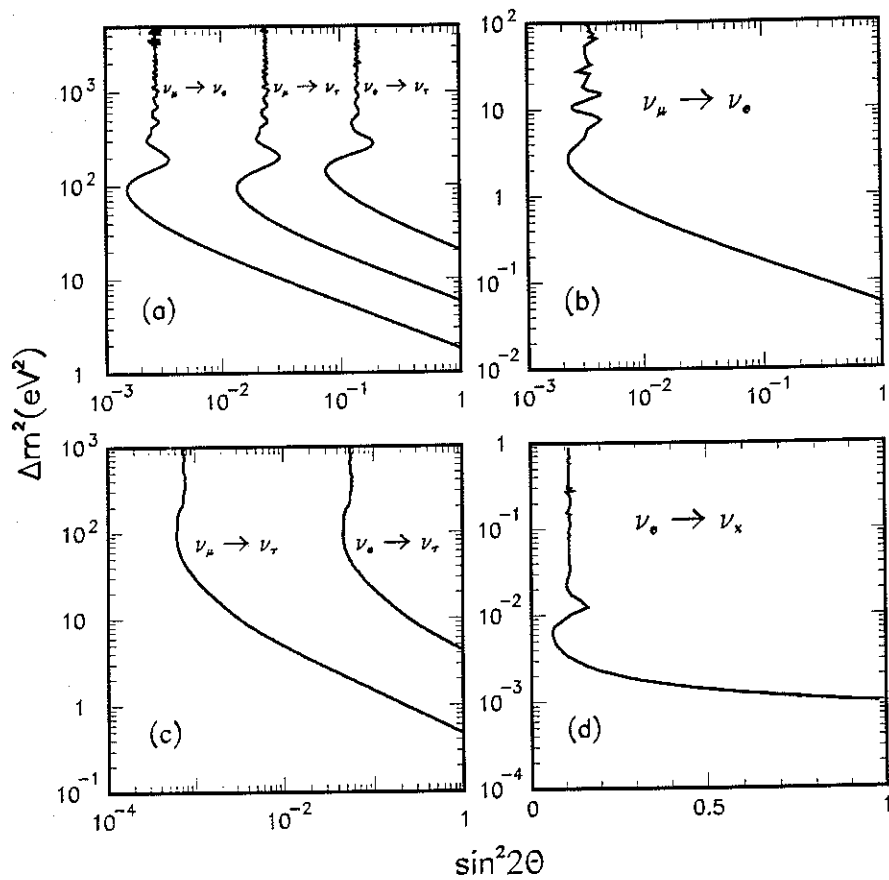 10³
10²
10
1
ν_μ → ν_e
ν_μ → ν_τ
ν_e → ν_τ
(a)
10⁻³
10⁻²
10⁻¹
1
10²
10
1
10⁻¹
10⁻²
ν_μ → ν_e
(b)
10⁻³
10⁻²
10⁻¹
1
Δm²(eV²)
10³
10²
10
1
10⁻¹
ν_μ → ν_τ
ν_e → ν_τ
(c)
10⁻⁴
10⁻²
1
1
10⁻¹
10⁻²
10⁻³
10⁻⁴
ν_e → ν_x
(d)
0
0.5
1
sin²2Θ